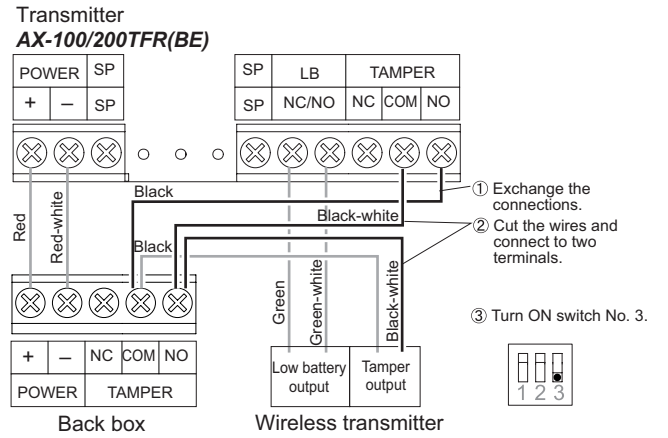 Transmitter
AX-100/200TFR(BE)
POWER SP
+ – SP
SP LB TAMPER
SP NC/NO NC COM NO
Black
① Exchange the
connections.
Black-white
② Cut the wires and
connect to two
terminals.
Red
Red-white
Black
Green
Green-white
Black-white
③ Turn ON switch No. 3.
+ – NC COM NO
POWER TAMPER
Back box
Low battery
output
Tamper
output
Wireless transmitter
1 2 3